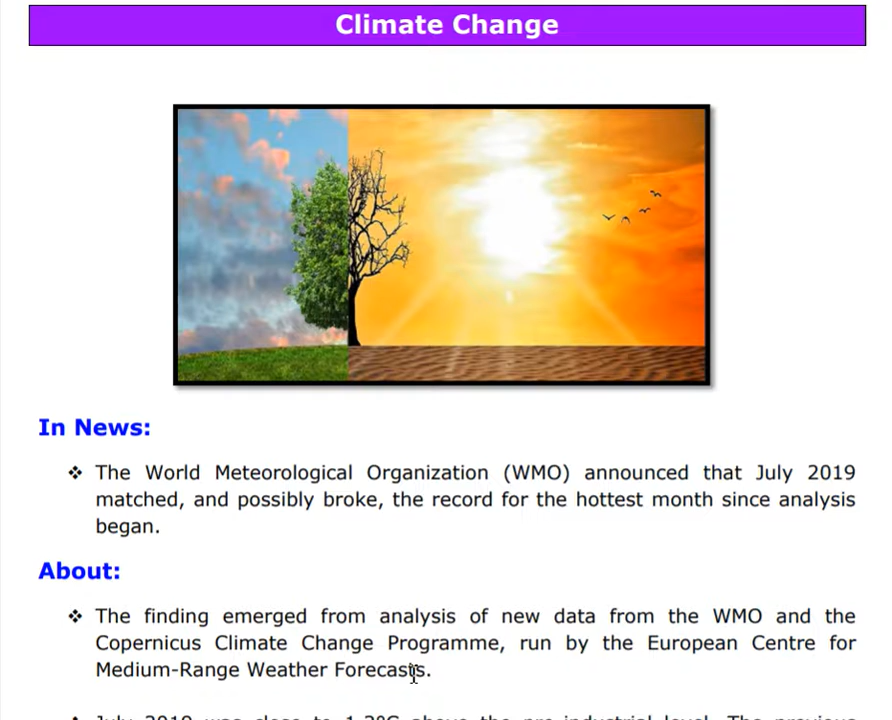 Climate Change
In News:
❖ The World Meteorological Organization (WMO) announced that July 2019
matched, and possibly broke, the record for the hottest month since analysis
began.
About:
❖ The finding emerged from analysis of new data from the WMO and the
Copernicus Climate Change Programme, run by the European Centre for
Medium-Range Weather Forecasts.